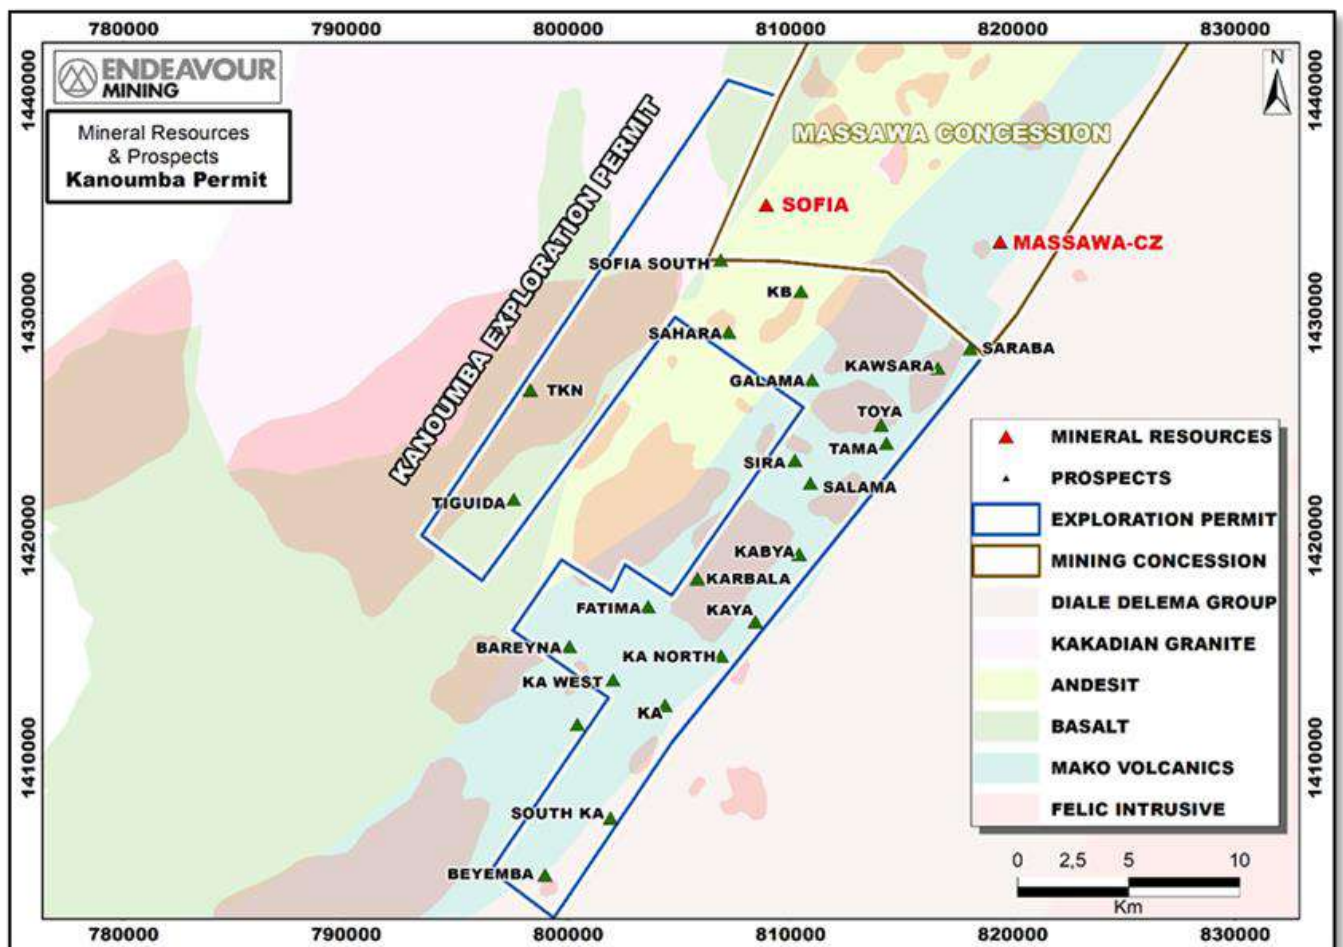 780000 790000 800000 810000 820000 830000
ENDEAVOUR
MINING
Mineral Resources
& Prospects
Kanoumba Permit
N
1440000
1430000
1420000
1410000
1440000
1430000
1420000
1410000
MASSAWA CONCESSION
KANOUMBA EXPLORATION PERMIT
SOFIA
MASSAWA-CZ
SOFIA SOUTH
KB
SAHARA
SARABA
KAWSARA
GALAMA
TKN
TOYA
TAMA
SIRA
SALAMA
TIGUIDA
KABYA
KARBALA
FATIMA
KAYA
BAREYNA
KA NORTH
KA WEST
KA
SOUTH KA
BEYEMBA
MINERAL RESOURCES
PROSPECTS
EXPLORATION PERMIT
MINING CONCESSION
DIALE DELEMA GROUP
KAKADIAN GRANITE
ANDESIT
BASALT
MAKO VOLCANICS
FELIC INTRUSIVE
0 2,5 5 10
Km
780000 790000 800000 810000 820000 830000